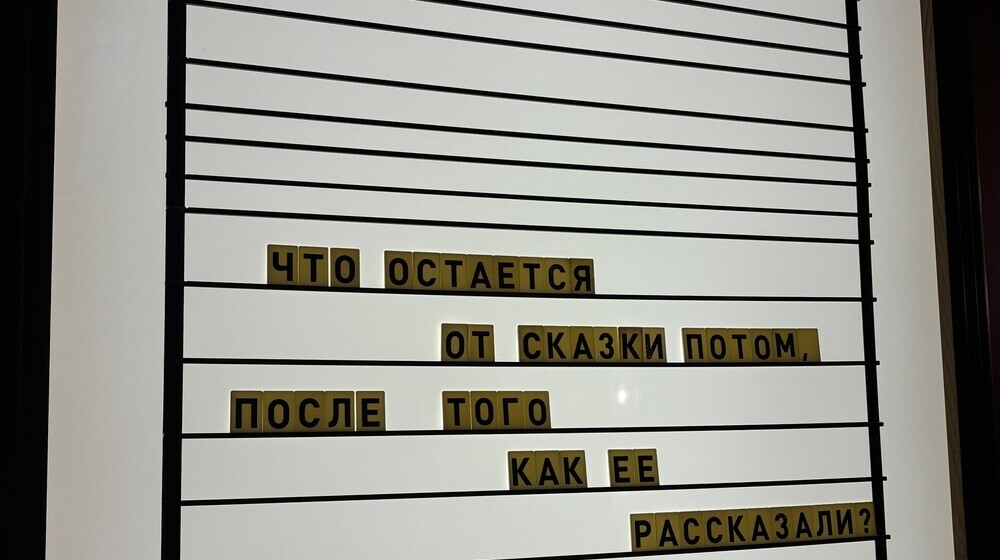 ЧТО ОСТАЕТСЯ
ОТ СКАЗКИ ПОТОМ,
ПОСЛЕ ТОГО
КАК ЕЕ
РАССКАЗАЛИ?